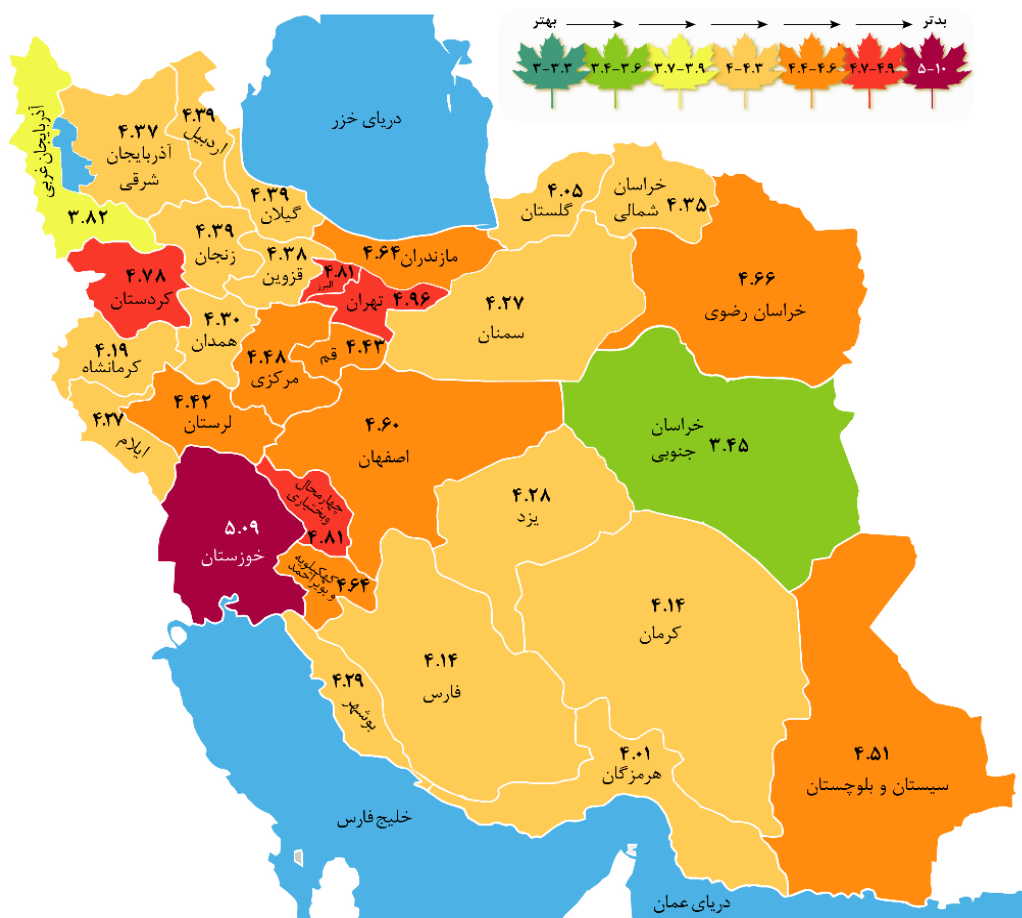 بهتر
بدتر
۳-۳.۳
۳.۴-۳.۶
۳.۷-۳.۹
۴-۴.۳
۴.۴-۴.۶
۴.۷-۴.۹
۵-۱۰
دریای خزر
آذربایجان غربی
۳.۸۲
۴.۳۷
آذربایجان
شرقی
۴.۳۹
اردبیل
۴.۳۹
گیلان
۴.۳۹
زنجان
۴.۳۸
قزوین
مازندران ۴.۶۴
۴.۰۵
گلستان
خراسان
شمالی ۴.۳۵
۴.۶۶
خراسان رضوی
۴.۷۸
کردستان
۴.۸۱
البرز
تهران ۴.۹۶
۴.۲۷
سمنان
۴.۳۰
همدان
۴.۱۹
کرمانشاه
قم ۴.۴۳
۴.۴۸
مرکزی
۴.۴۲
لرستان
۴.۲۷
ایلام
۴.۶۰
اصفهان
خراسان
جنوبی ۳.۴۵
۴.۲۸
یزد
چهارمحال
وبختیاری
۴.۸۱
۵.۰۹
خوزستان
کهکیلویه
و بویراحمد
۴.۶۴
۴.۱۴
کرمان
۴.۱۴
فارس
۴.۲۹
بوشهر
۴.۰۱
هرمزگان
۴.۵۱
سیستان و بلوچستان
خلیج فارس
دریای عمان